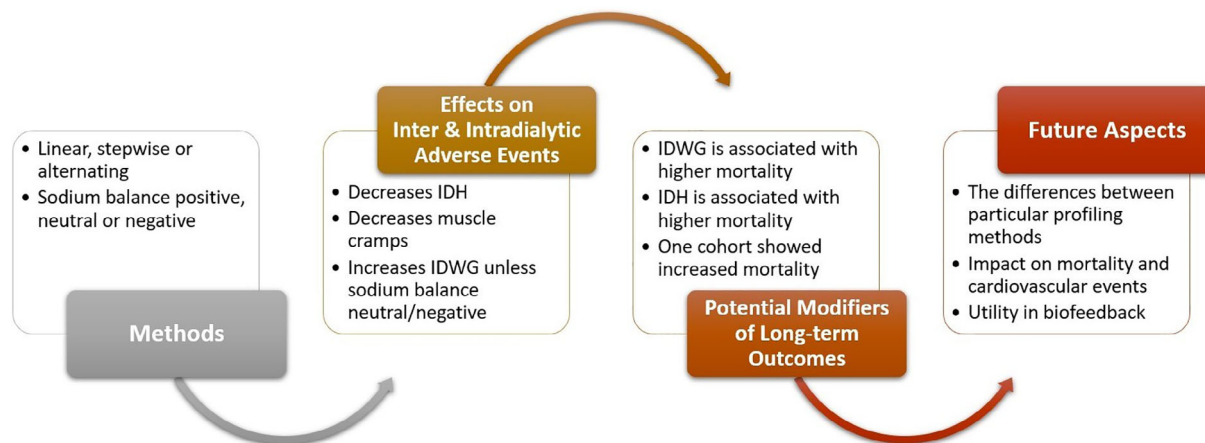 • Linear, stepwise or
alternating
• Sodium balance positive,
neutral or negative
Methods
Effects on
Inter & Intradialytic
Adverse Events
• Decreases IDH
• Decreases muscle
cramps
• Increases IDWG unless
sodium balance
neutral/negative
• IDWG is associated with
higher mortality
• IDH is associated with
higher mortality
• One cohort showed
increased mortality
Potential Modifiers
of Long-term
Outcomes
Future Aspects
• The differences between
particular profiling
methods
• Impact on mortality and
cardiovascular events
• Utility in biofeedback